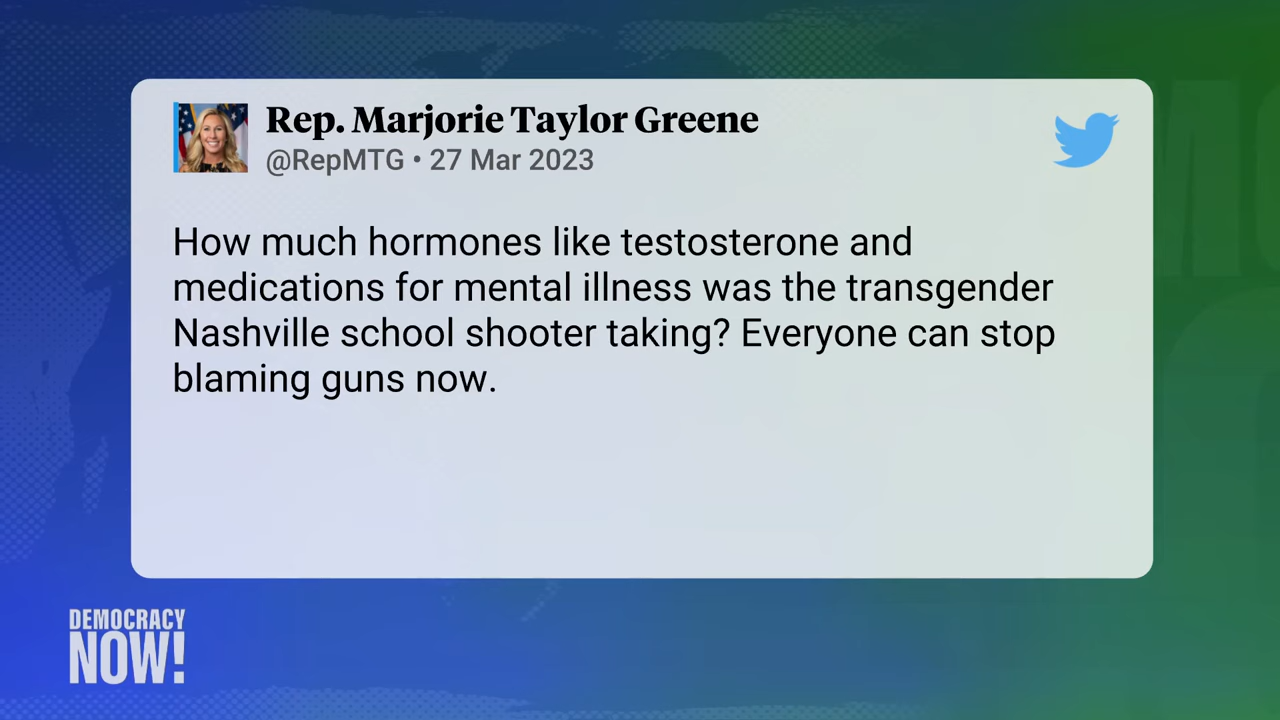 Rep. Marjorie Taylor Greene
@RepMTG • 27 Mar 2023
How much hormones like testosterone and
medications for mental illness was the transgender
Nashville school shooter taking? Everyone can stop
blaming guns now.
DEMOCRACY
NOW!